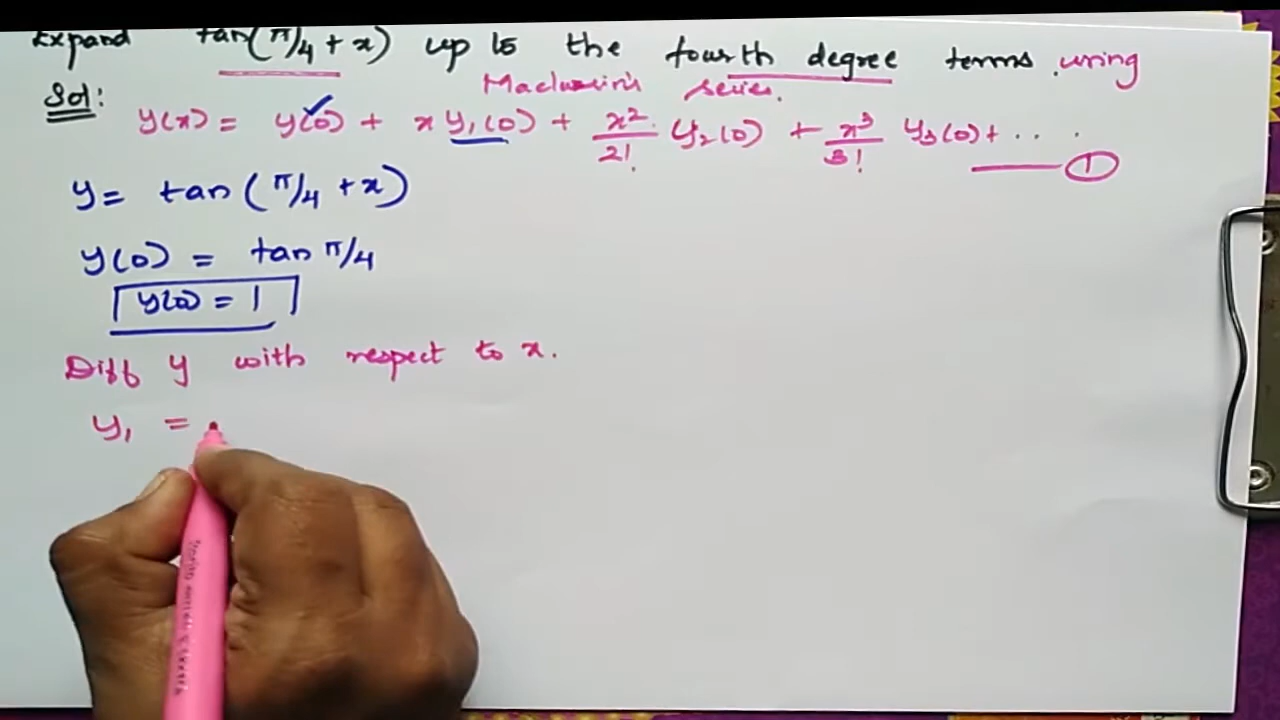 Expand tan(π/4 + x) up to the fourth degree terms using
Maclaurin's series.
Sol:
y(x) = y(0) + x y₁(0) + x²/2! y₂(0) + x³/3! y₃(0) + ... ①
y = tan(π/4 + x)
y(0) = tan π/4
y(0) = 1
Diff y with respect to x.
y₁ =